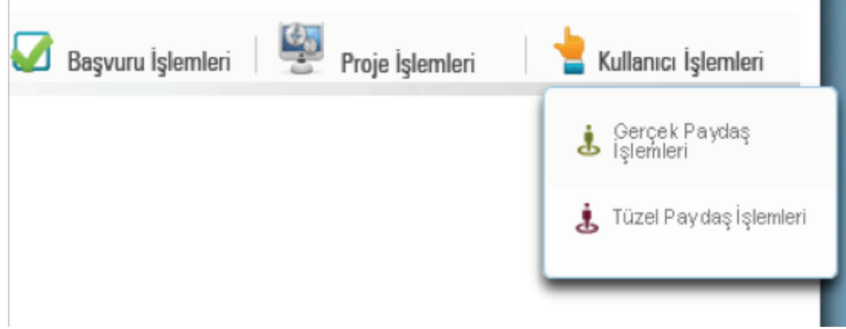 Başvuru İşlemleri
Proje İşlemleri
Kullanıcı İşlemleri
Gerçek Paydaş
İşlemleri
Tüzel Paydaş İşlemleri